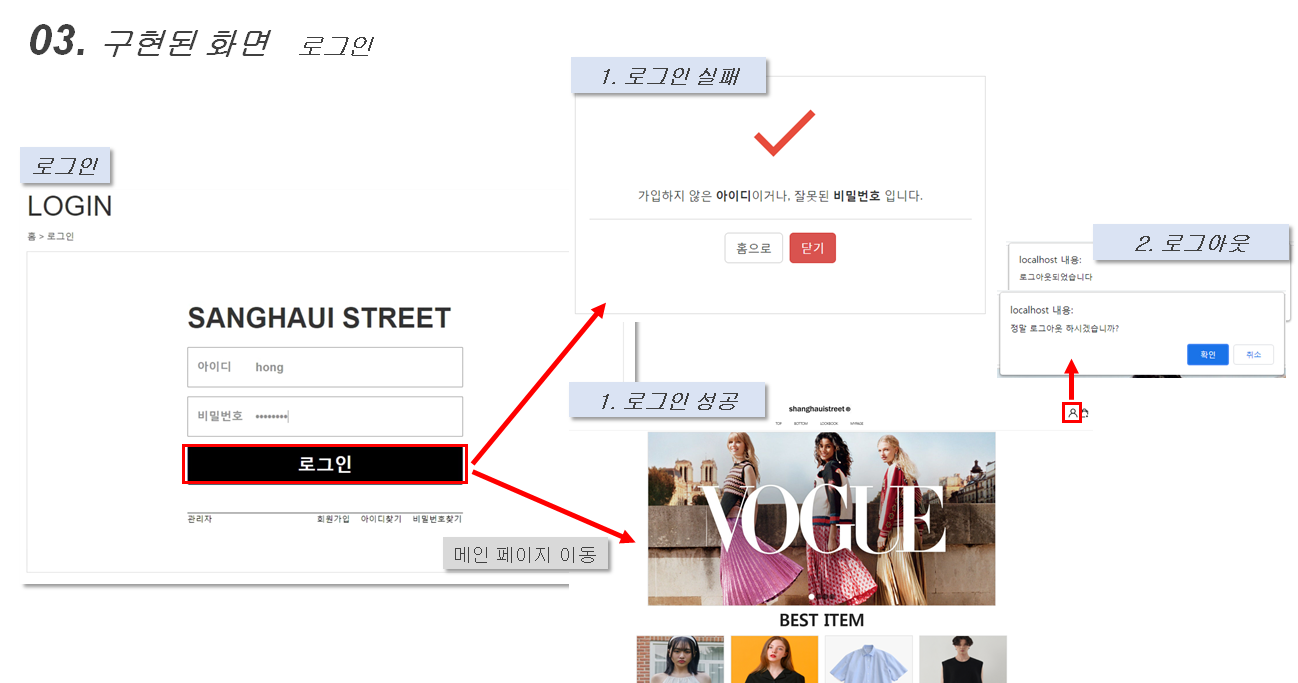 03. 구현된 화면 로그인
1. 로그인 실패
가입하지 않은 아이디이거나, 잘못된 비밀번호 입니다.
홈으로 닫기
로그인
LOGIN
홈 > 로그인
SANGHAUI STREET
아이디 hong
비밀번호 ••••••••
로그인
관리자 회원가입 아이디찾기 비밀번호찾기
메인 페이지 이동
2. 로그아웃
localhost 내용:
로그아웃되었습니다
localhost 내용:
정말 로그아웃 하시겠습니까?
확인 취소
1. 로그인 성공
shanghauistreet
TOP BOTTOM LOOKBOOK MYPAGE
VOGUE
BEST ITEM